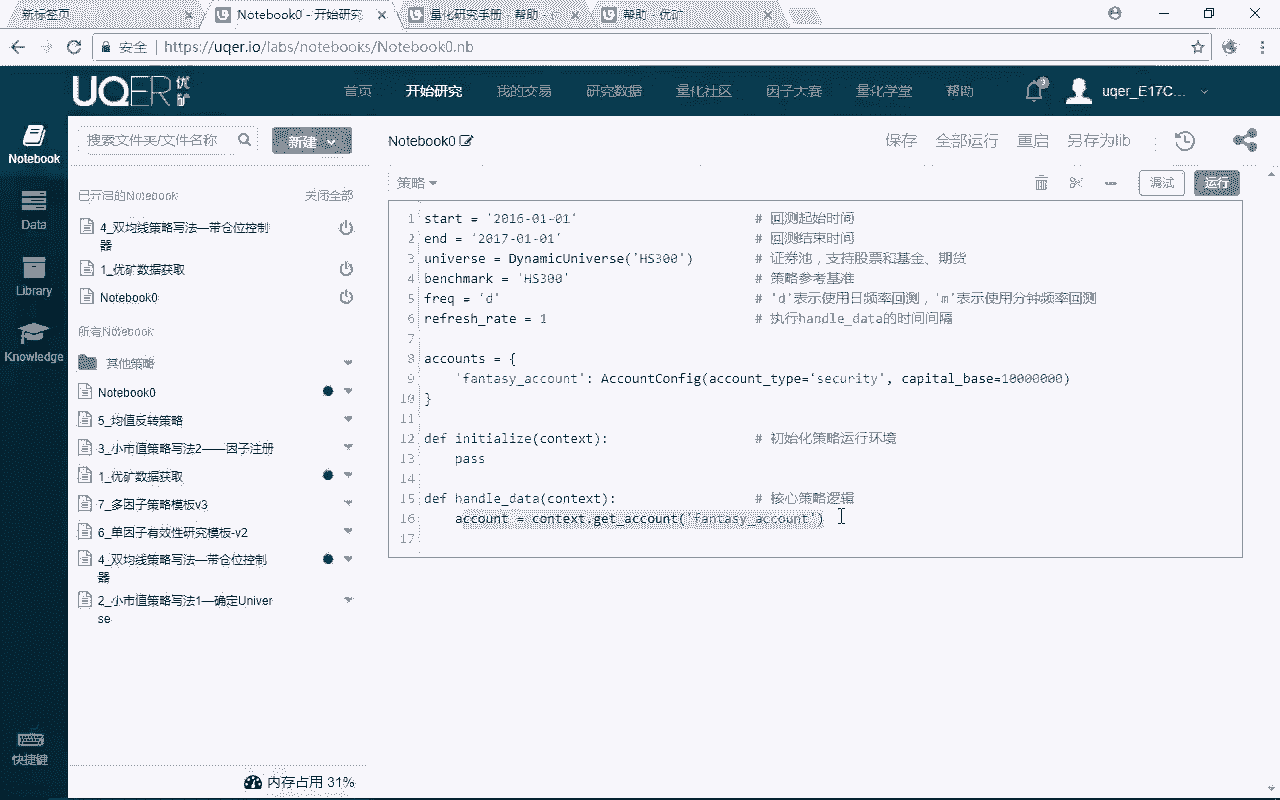 新标签页
Notebook0 - 开始研究
量化研究手册 - 帮助 -
帮助 - 优矿
安全 | https://uqer.io/labs/notebooks/Notebook0.nb
UQER 优矿
首页 开始研究 我的交易 研究数据 量化社区 因子大赛 量化学堂 帮助
3
uqer_E17C...
Notebook
Data
Library
Knowledge
快捷键
搜索文件夹/文件名称
新建
已开启的Notebook 关闭全部
4_双均线策略写法—带仓位控制
器
1_优矿数据获取
Notebook0
所有Notebook
其他策略
Notebook0
5_均值反转策略
3_小市值策略写法2——因子注册
1_优矿数据获取
7_多因子策略模板v3
6_单因子有效性研究模板-v2
4_双均线策略写法—带仓位控制
器
2_小市值策略写法1—确定Univer
se
内存占用 31%
Notebook0
保存 全部运行 重启 另存为lib
策略
调试 运行
1 start = '2016-01-01' # 回测起始时间
2 end = '2017-01-01' # 回测结束时间
3 universe = DynamicUniverse('HS300') # 证券池，支持股票和基金、期货
4 benchmark = 'HS300' # 策略参考基准
5 freq = 'd' # 'd'表示使用日频率回测，'m'表示使用分钟频率回测
6 refresh_rate = 1 # 执行handle_data的时间间隔
7
8 accounts = {
9 'fantasy_account': AccountConfig(account_type='security', capital_base=10000000)
10 }
11
12 def initialize(context): # 初始化策略运行环境
13 pass
14
15 def handle_data(context): # 核心策略逻辑
16 account = context.get_account('fantasy_account')
17